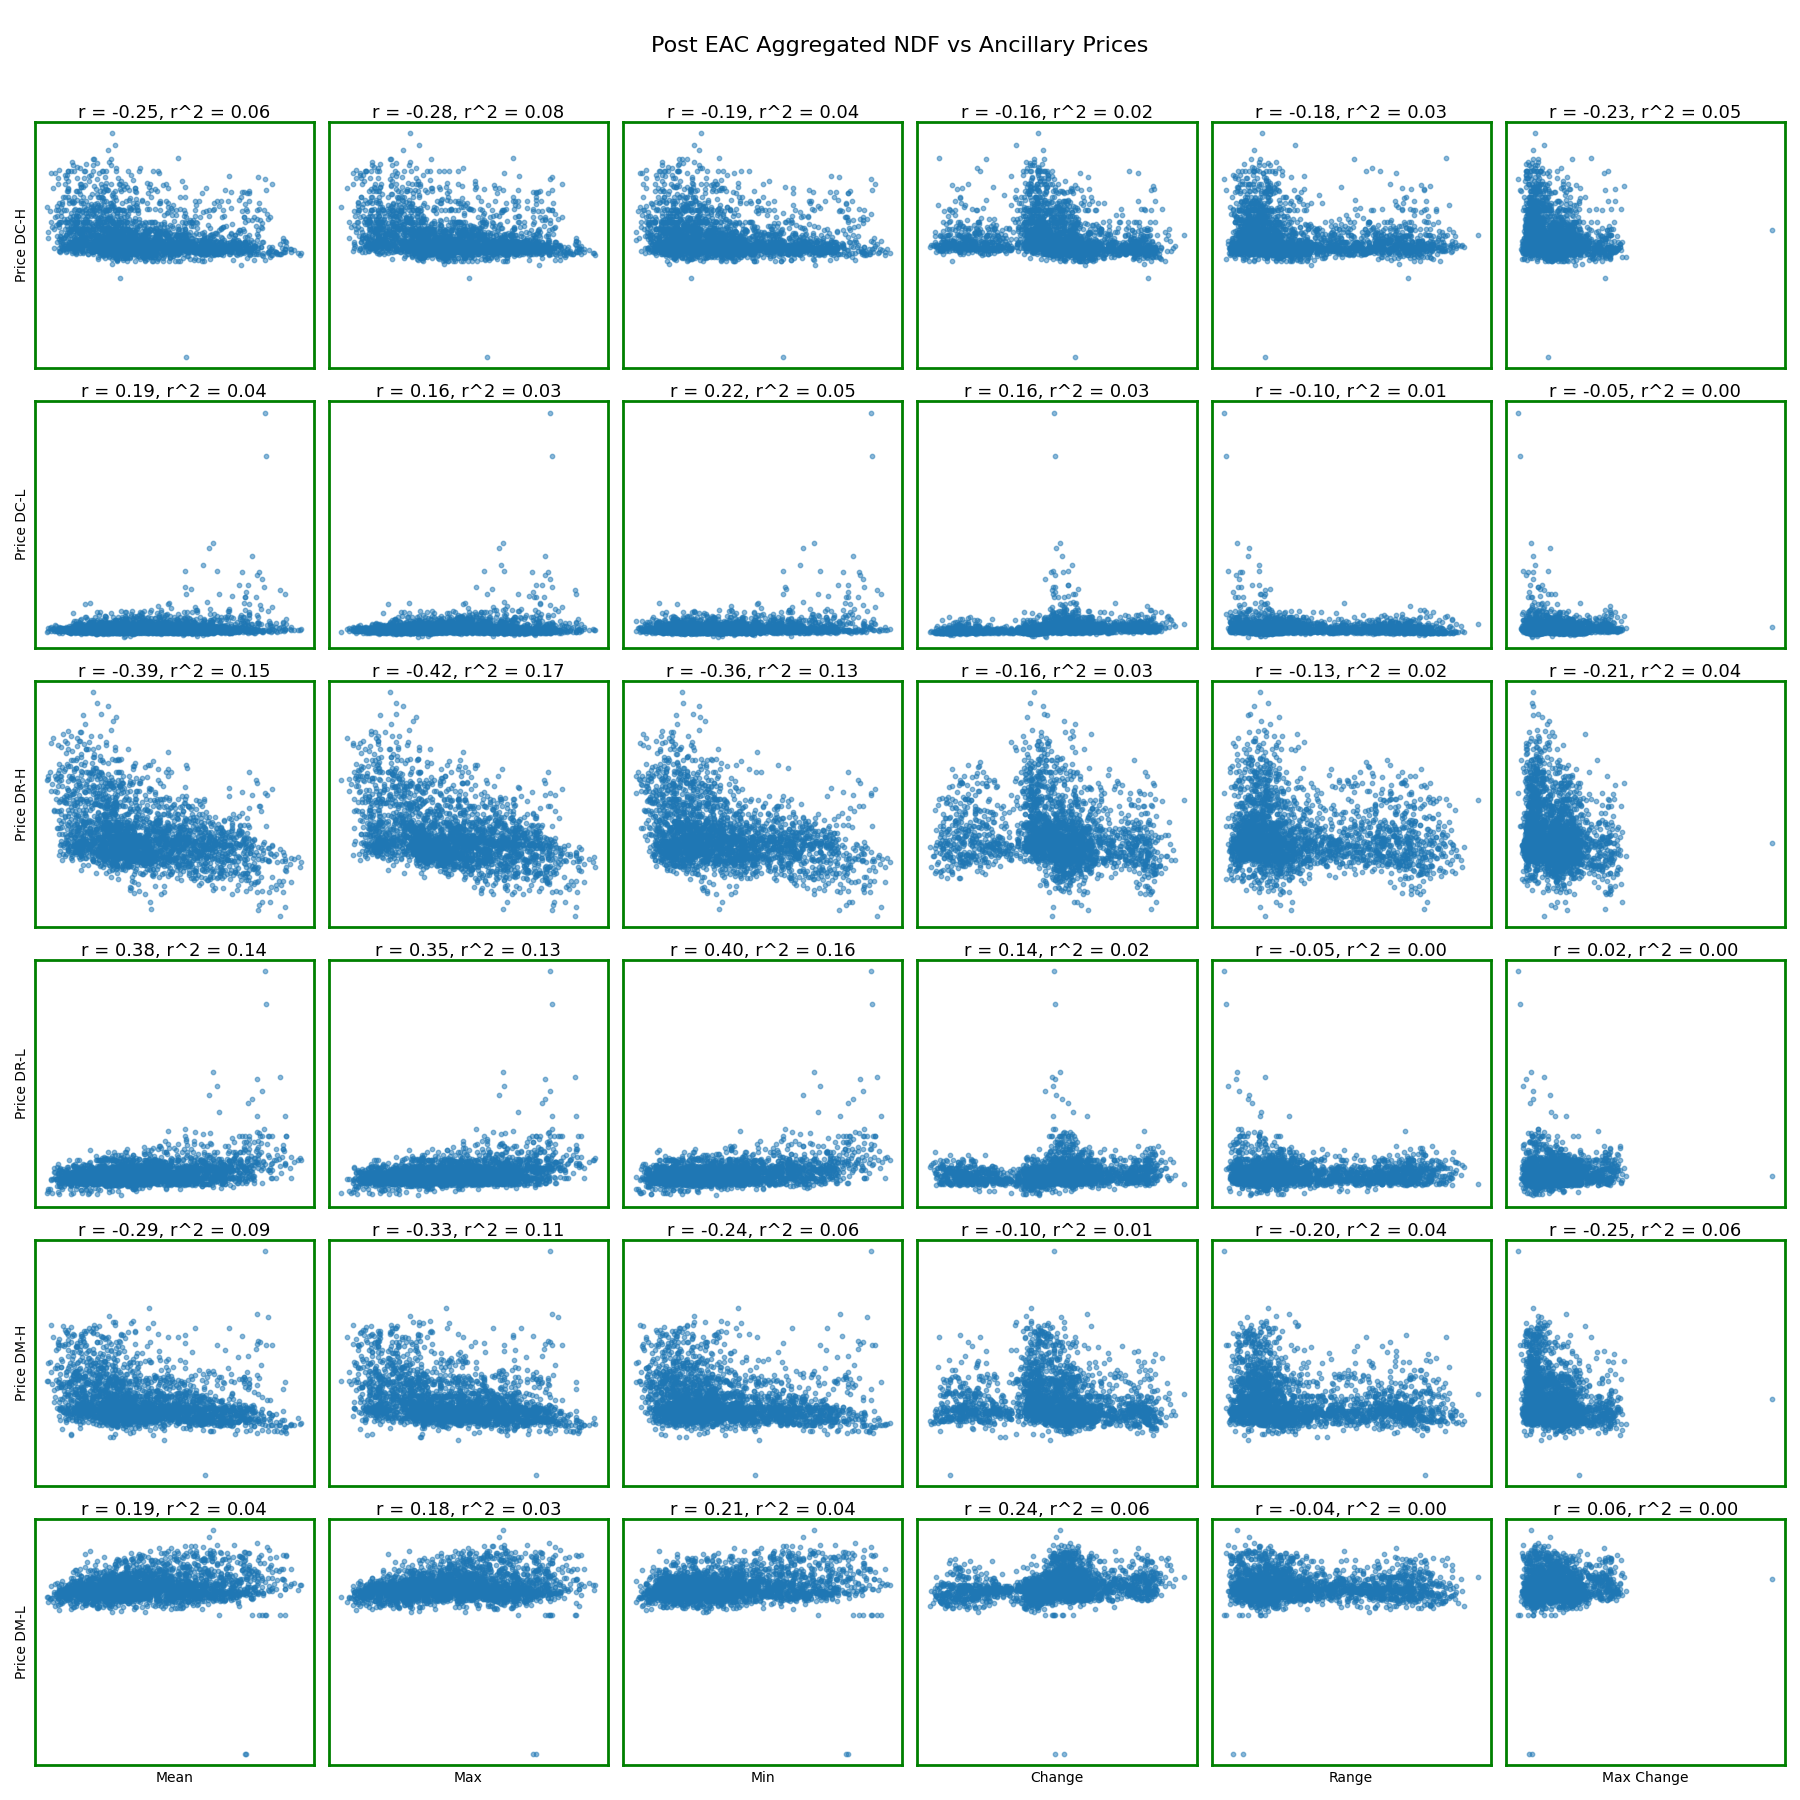 Post EAC Aggregated NDF vs Ancillary Prices
r = -0.25, r^2 = 0.06
r = -0.28, r^2 = 0.08
r = -0.19, r^2 = 0.04
r = -0.16, r^2 = 0.02
r = -0.18, r^2 = 0.03
r = -0.23, r^2 = 0.05
Price DC-H
r = 0.19, r^2 = 0.04
r = 0.16, r^2 = 0.03
r = 0.22, r^2 = 0.05
r = 0.16, r^2 = 0.03
r = -0.10, r^2 = 0.01
r = -0.05, r^2 = 0.00
Price DC-L
r = -0.39, r^2 = 0.15
r = -0.42, r^2 = 0.17
r = -0.36, r^2 = 0.13
r = -0.16, r^2 = 0.03
r = -0.13, r^2 = 0.02
r = -0.21, r^2 = 0.04
Price DR-H
r = 0.38, r^2 = 0.14
r = 0.35, r^2 = 0.13
r = 0.40, r^2 = 0.16
r = 0.14, r^2 = 0.02
r = -0.05, r^2 = 0.00
r = 0.02, r^2 = 0.00
Price DR-L
r = -0.29, r^2 = 0.09
r = -0.33, r^2 = 0.11
r = -0.24, r^2 = 0.06
r = -0.10, r^2 = 0.01
r = -0.20, r^2 = 0.04
r = -0.25, r^2 = 0.06
Price DM-H
r = 0.19, r^2 = 0.04
r = 0.18, r^2 = 0.03
r = 0.21, r^2 = 0.04
r = 0.24, r^2 = 0.06
r = -0.04, r^2 = 0.00
r = 0.06, r^2 = 0.00
Price DM-L
Mean
Max
Min
Change
Range
Max Change